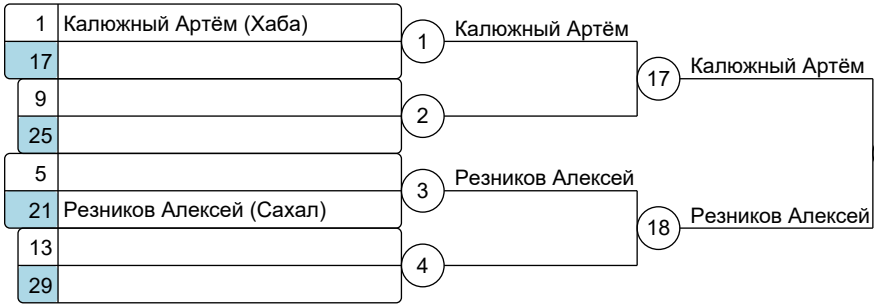 1 Калюжный Артём (Хаба)
17
1 Калюжный Артём
9
25
2
17 Калюжный Артём
5
21 Резников Алексей (Сахал)
3 Резников Алексей
13
29
4
18 Резников Алексей